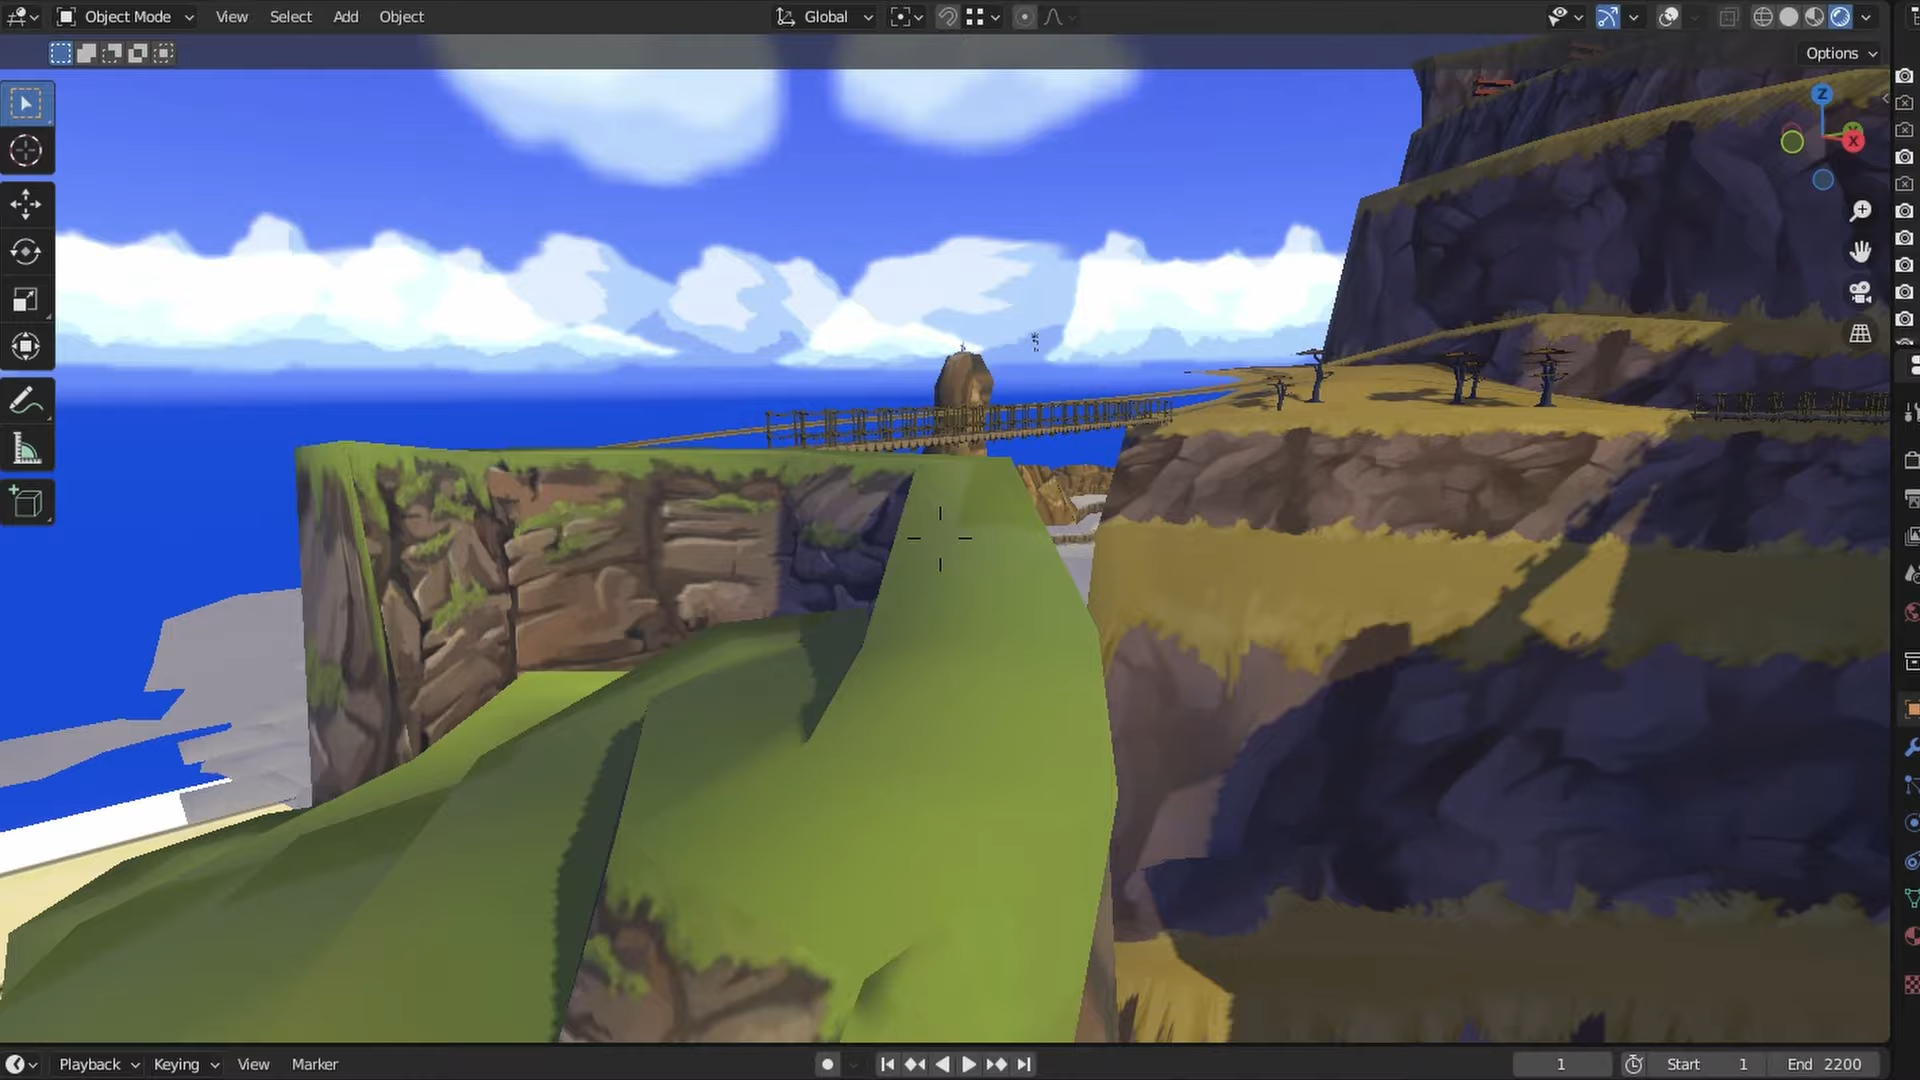 Object Mode View Select Add Object Global
Options
Z
Y
X
Playback Keying View Marker 1 Start 1 End 2200